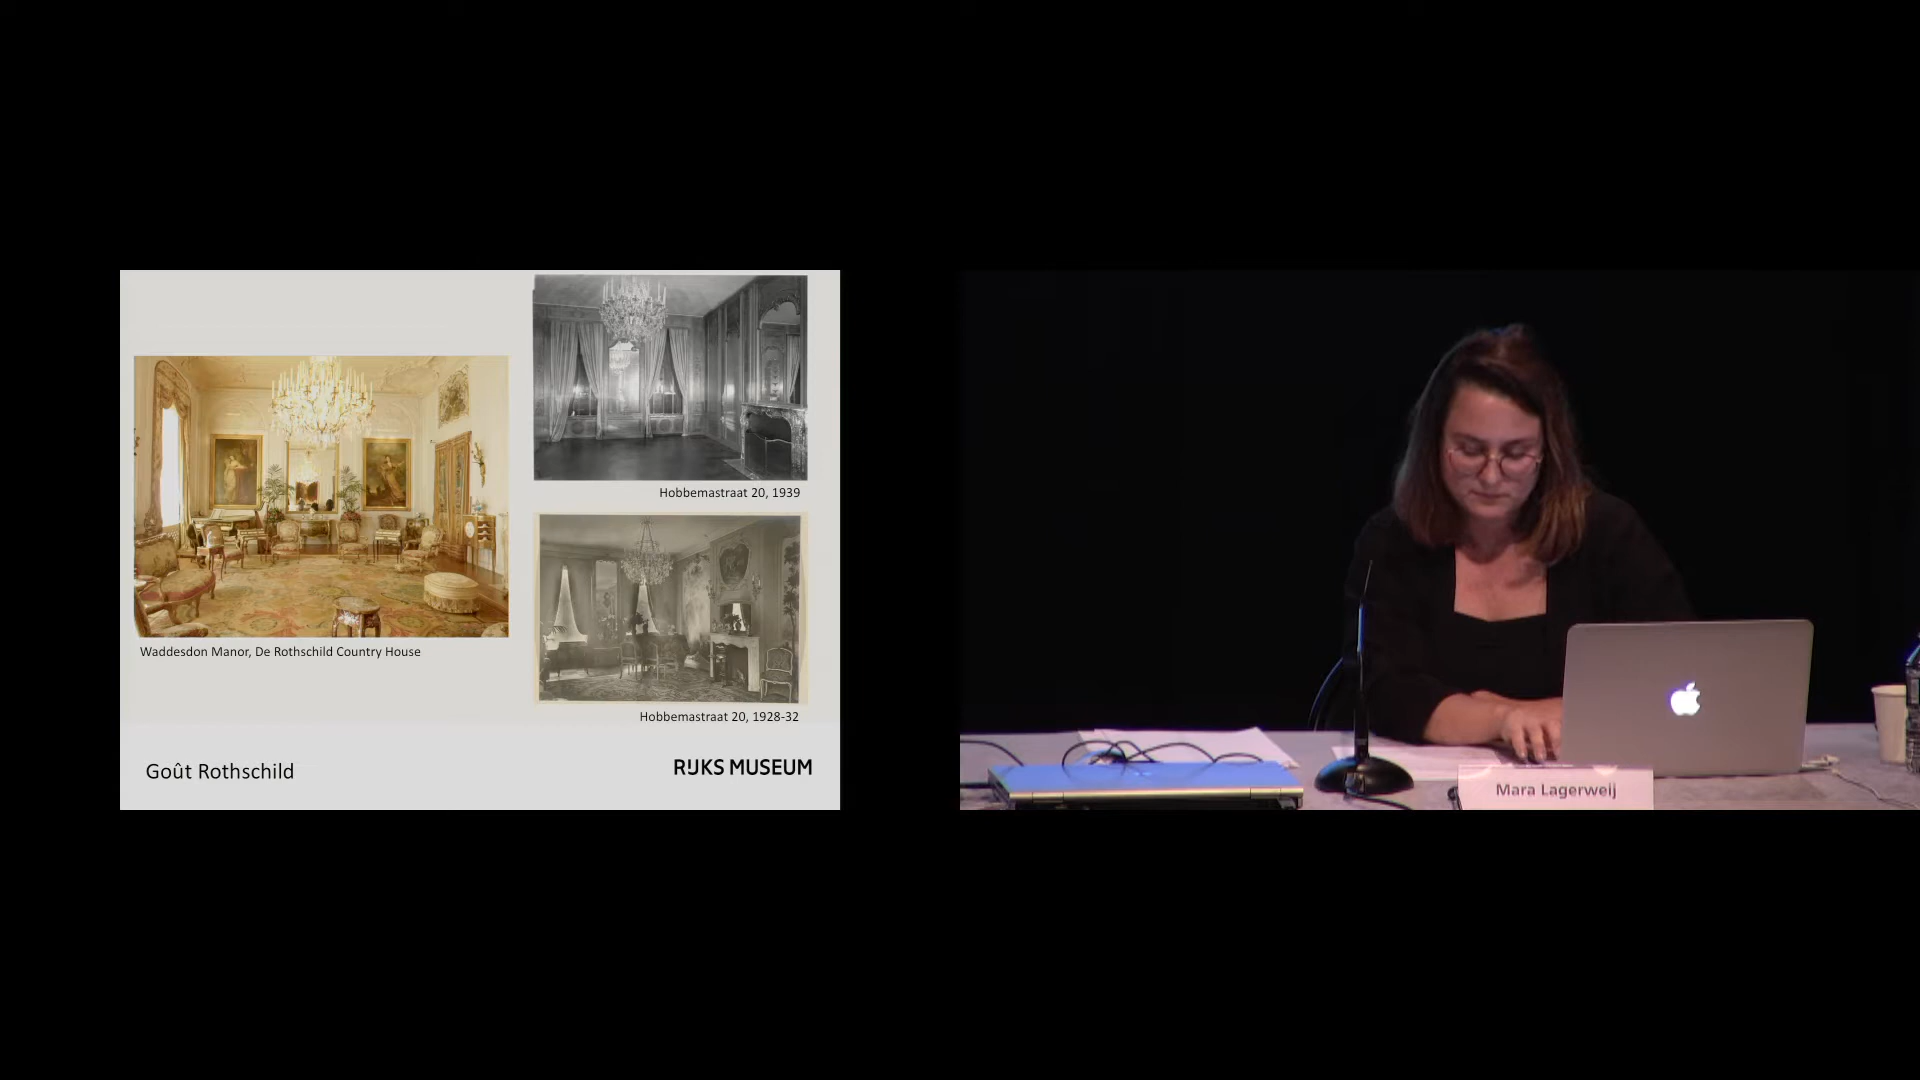 Hobbemastraat 20, 1939
Waddesdon Manor, De Rothschild Country House
Hobbemastraat 20, 1928-32
Goût Rothschild
RIJKS MUSEUM
Mara Lagerweij